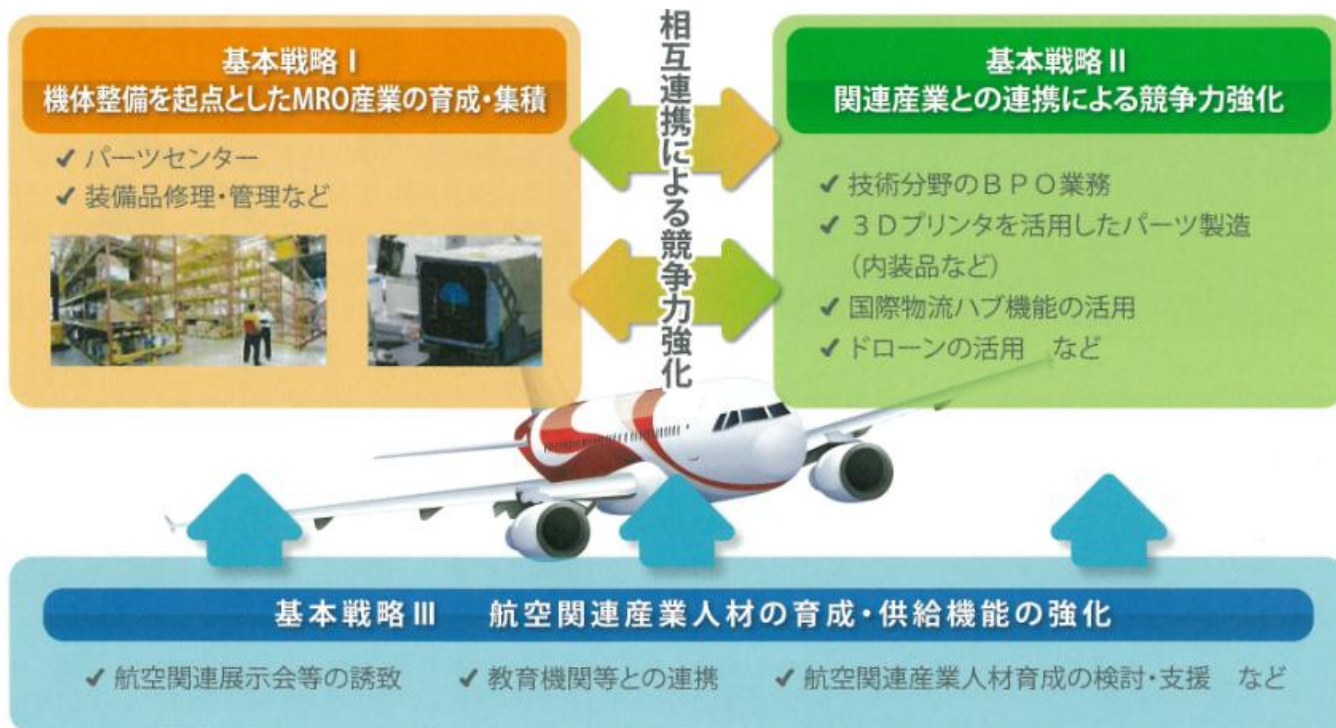 基本戦略Ⅰ
機体整備を起点としたMRO産業の育成・集積
✔ パーツセンター
✔ 装備品修理・管理など
相互連携による競争力強化
基本戦略Ⅱ
関連産業との連携による競争力強化
✔ 技術分野のＢＰＯ業務
✔ ３Ｄプリンタを活用したパーツ製造
（内装品など）
✔ 国際物流ハブ機能の活用
✔ ドローンの活用　など
基本戦略Ⅲ　航空関連産業人材の育成・供給機能の強化
✔ 航空関連展示会等の誘致　✔ 教育機関等との連携　✔ 航空関連産業人材育成の検討・支援　など